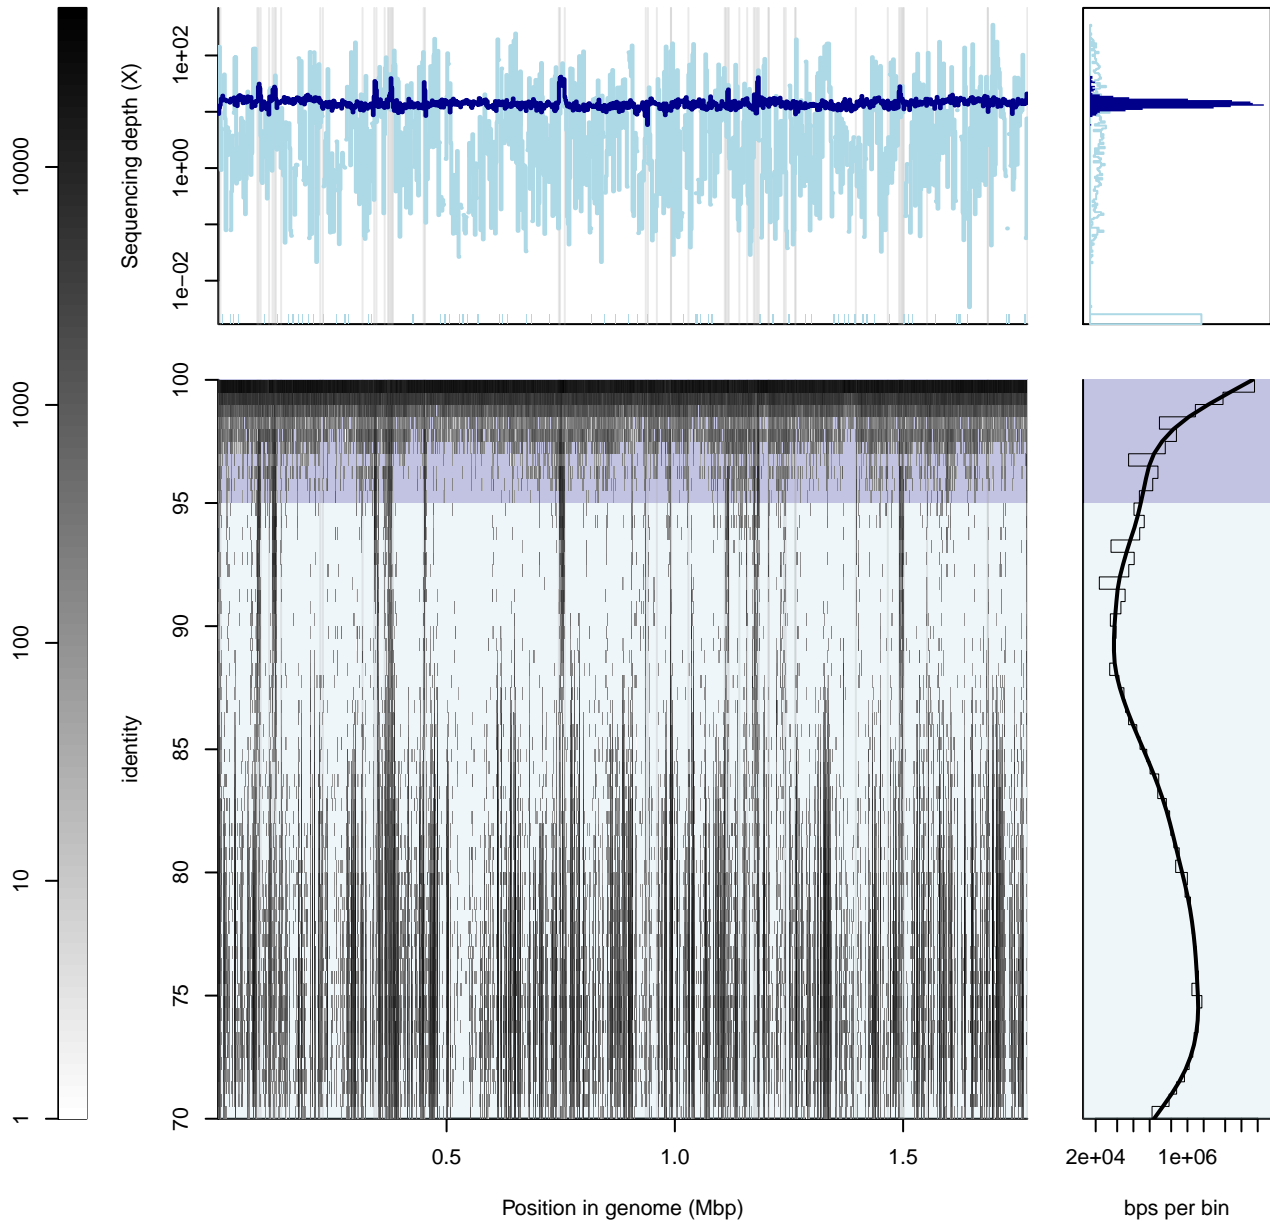 1e+02
1e+00
1e−02
Sequencing depth (X)
10000
1000
100
10
1
100
95
90
85
80
75
70
identity
0.5
1.0
1.5
Position in genome (Mbp)
2e+04
1e+06
bps per bin